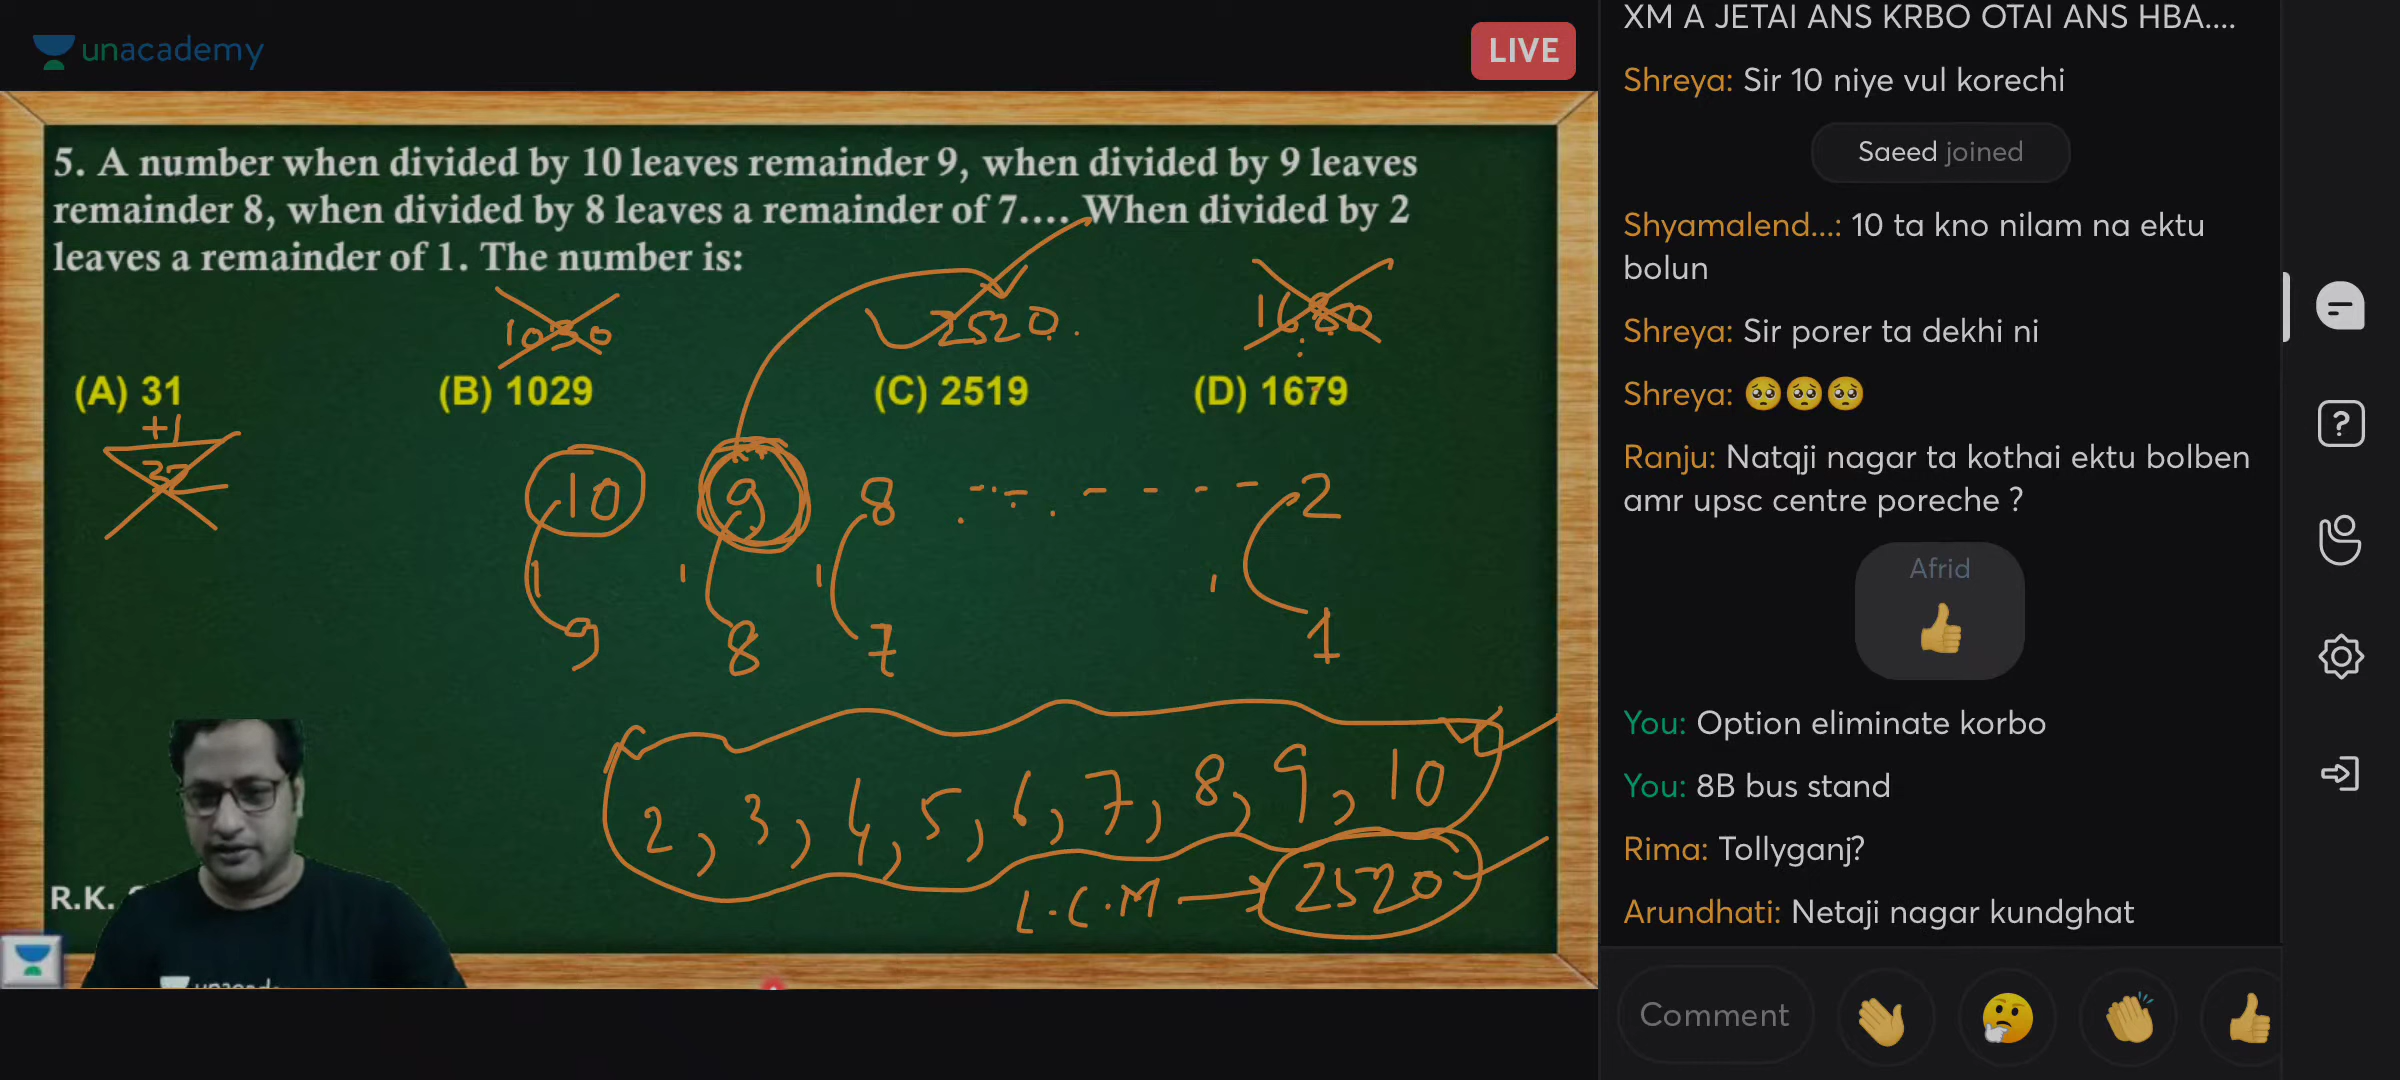 unacademy
LIVE
5. A number when divided by 10 leaves remainder 9, when divided by 9 leaves
remainder 8, when divided by 8 leaves a remainder of 7.... When divided by 2
leaves a remainder of 1. The number is:
2520.
1680
(A) 31
(B) 1029
(C) 2519
(D) 1679
+1
32
10 9 8 2
1 1 1 1
9 8 7 1
2, 3, 4, 5, 6, 7, 8, 9, 10
L.C.M → 2520
R.K.
unacademy
XM A JETAI ANS KRBO OTAI ANS HBA....
Shreya: Sir 10 niye vul korechi
Saeed joined
Shyamalend...: 10 ta kno nilam na ektu
bolun
Shreya: Sir porer ta dekhi ni
Shreya: 🥺🥺🥺
Ranju: Natqji nagar ta kothai ektu bolben
amr upsc centre poreche ?
Afrid
👍
You: Option eliminate korbo
You: 8B bus stand
Rima: Tollyganj?
Arundhati: Netaji nagar kundghat
Comment